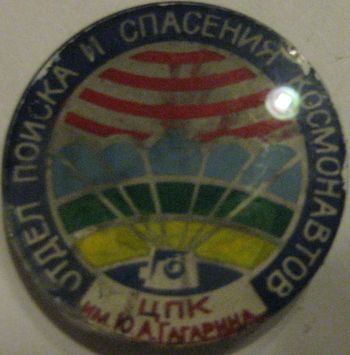 ОТДЕЛ ПОИСКА И СПАСЕНИЯ КОСМОНАВТОВ
ЦПК
ИМ. Ю.А.ГАГАРИНА